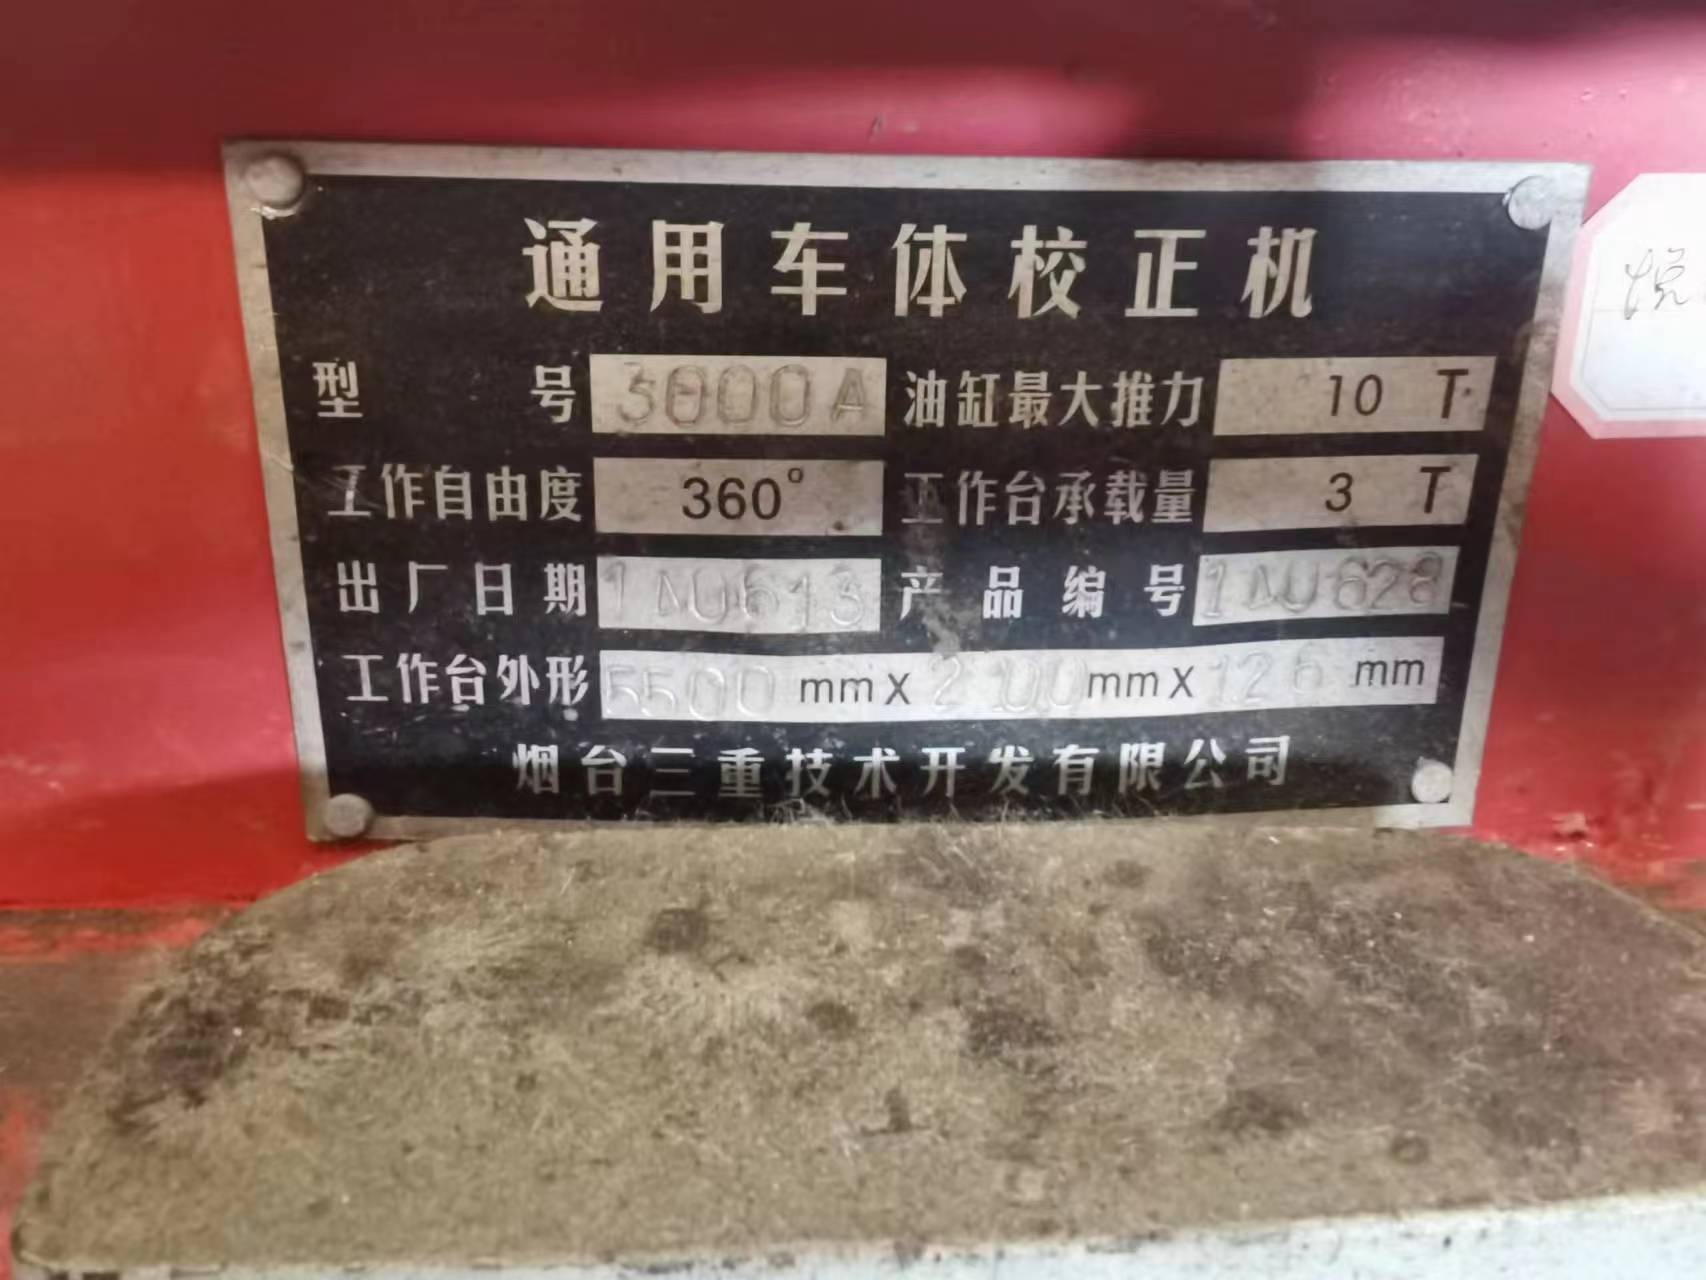 通用车体校正机
型号 3000A 油缸最大推力 10 T
工作自由度 360° 工作台承载量 3 T
出厂日期 产品编号
工作台外形 5500 mm X 2100 mm X 126 mm
烟台三重技术开发有限公司
悦